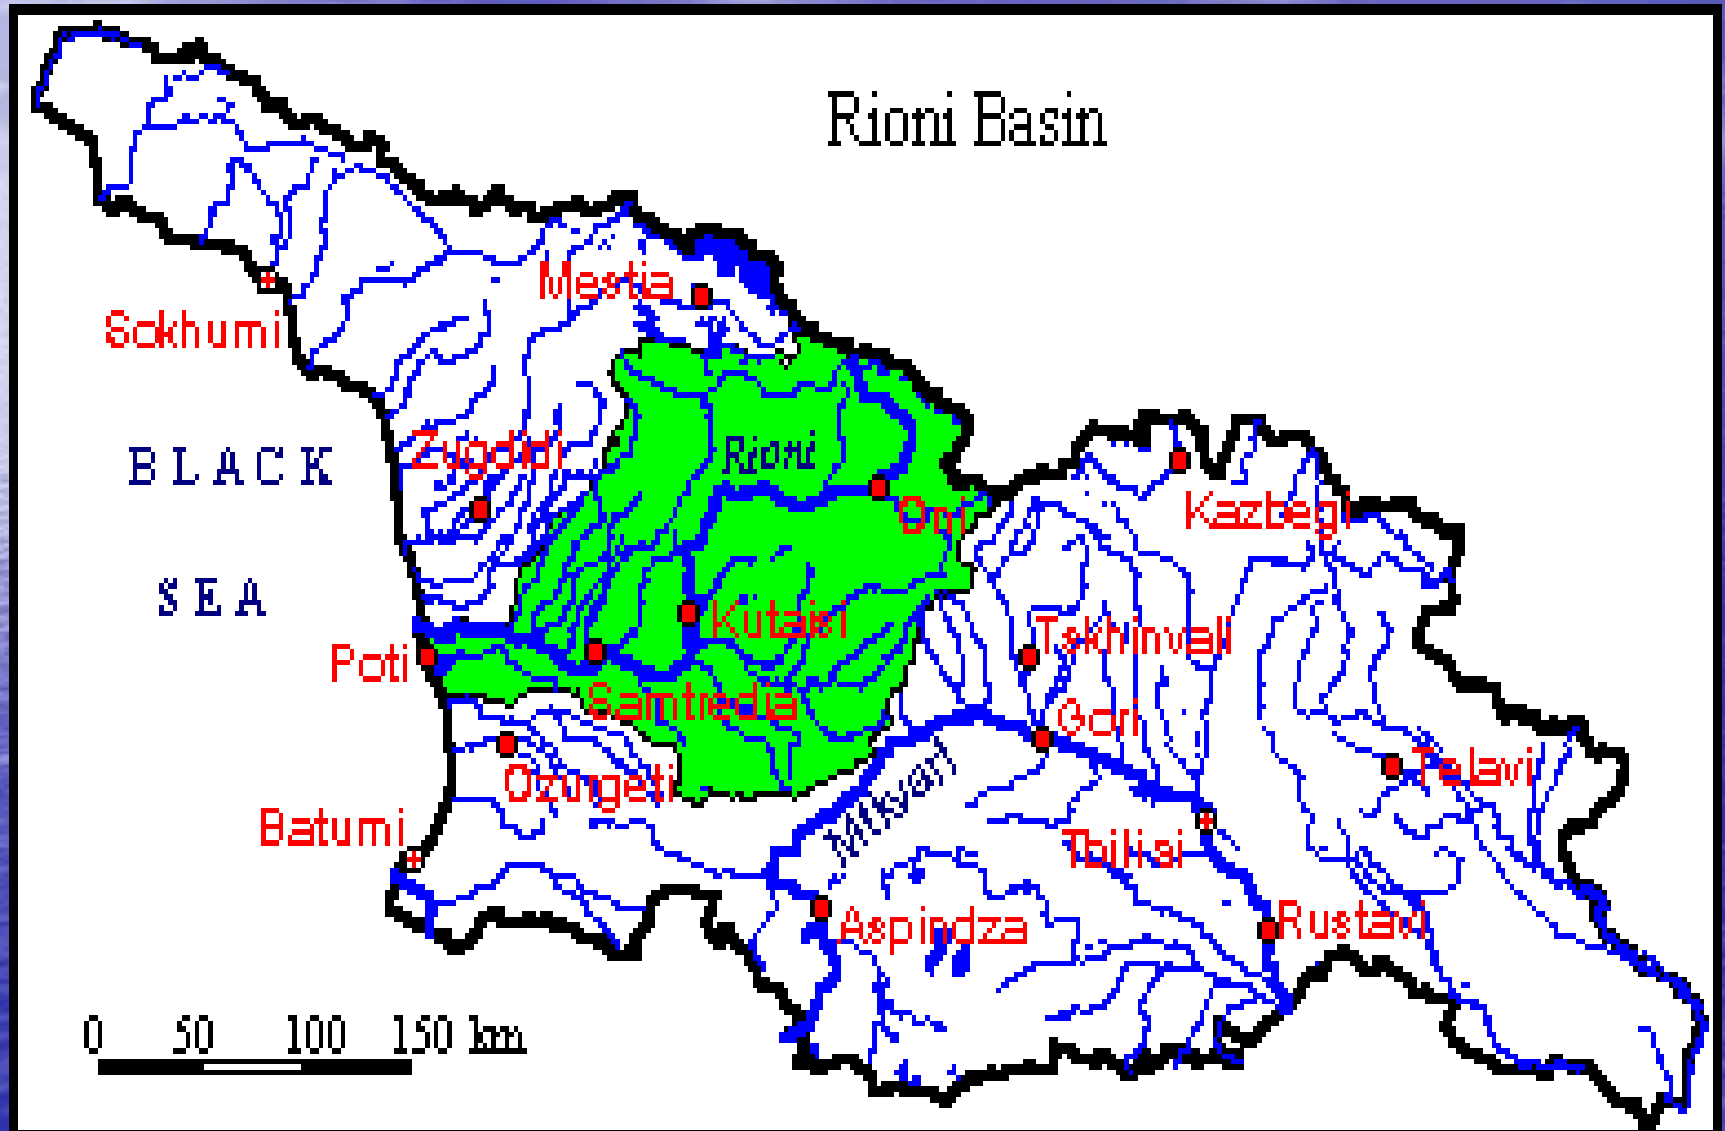 Rioni Basin
Mestia
Sokhumi
BLACK
SEA
Zugdidi
Rioni
Oni
Kazbegi
Kutaisi
Tskhinvali
Poti
Samtredia
Gori
Ozurgeti
Mtkvari
Telavi
Batumi
Tbilisi
Aspindza
Rustavi
0 50 100 150 km